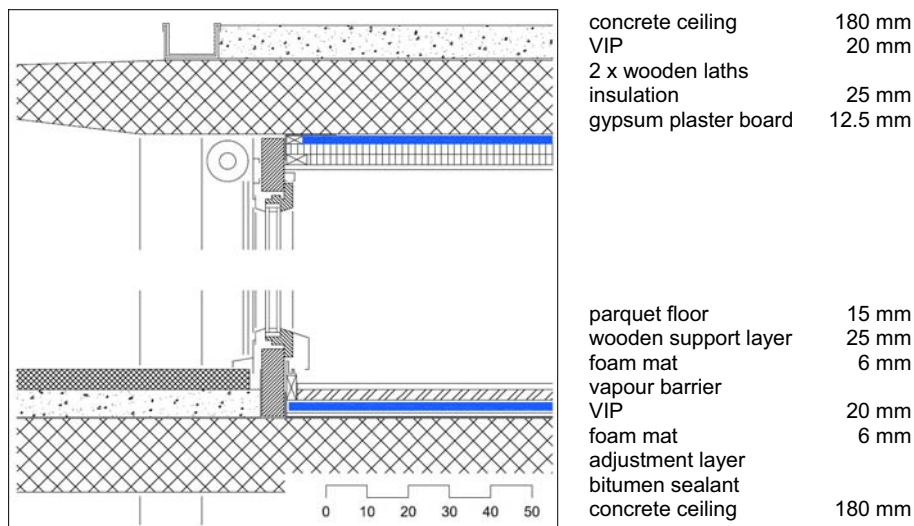 concrete ceiling 180 mm
VIP 20 mm
2 x wooden laths
insulation 25 mm
gypsum plaster board 12.5 mm
parquet floor 15 mm
wooden support layer 25 mm
foam mat 6 mm
vapour barrier
VIP 20 mm
foam mat 6 mm
adjustment layer
bitumen sealant
concrete ceiling 180 mm
0 10 20 30 40 50